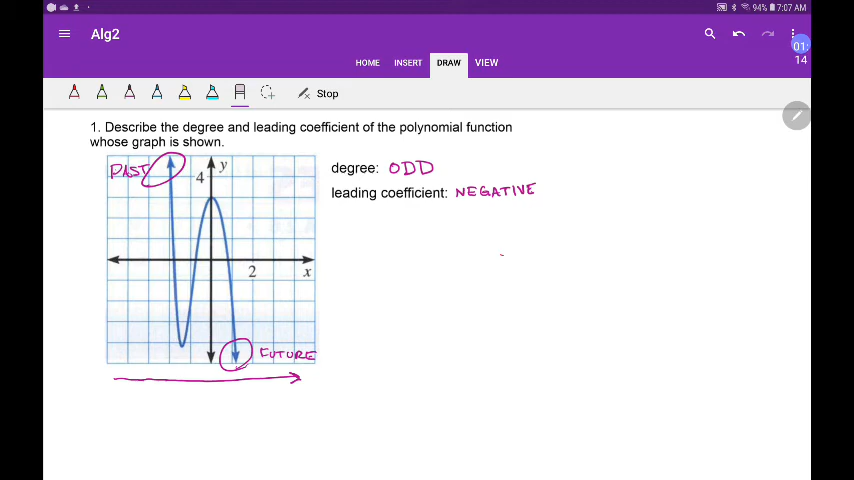 94% 7:07 AM
Alg2
01:
14
HOME INSERT DRAW VIEW
Stop
1. Describe the degree and leading coefficient of the polynomial function
whose graph is shown.
PAST
y
4
degree: ODD
leading coefficient: NEGATIVE
2
x
FUTURE